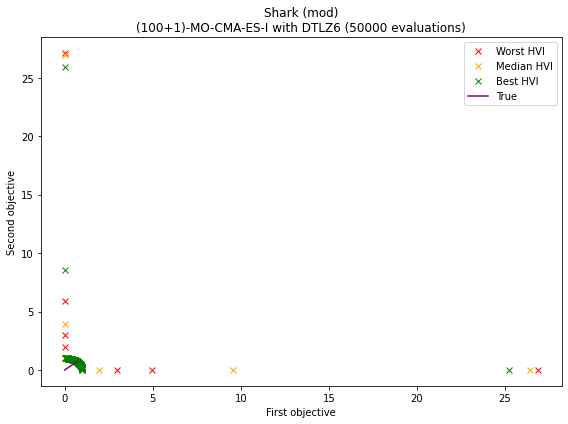 Shark (mod)
(100+1)-MO-CMA-ES-I with DTLZ6 (50000 evaluations)
Worst HVI
Median HVI
Best HVI
True
Second objective
25
20
15
10
5
0
0
5
10
15
20
25
First objective